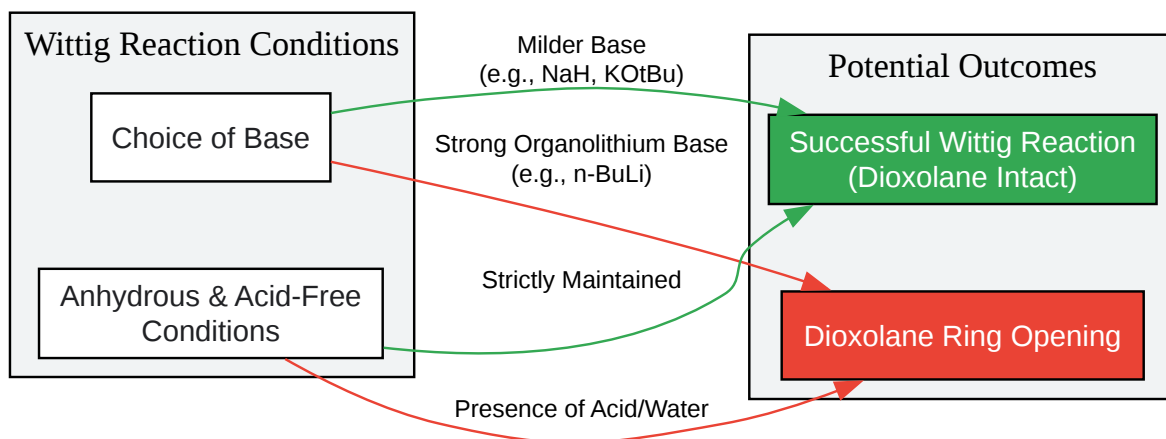 Wittig Reaction Conditions
Choice of Base
Anhydrous & Acid-Free
Conditions
Milder Base
(e.g., NaH, KOtBu)
Strong Organolithium Base
(e.g., n-BuLi)
Strictly Maintained
Presence of Acid/Water
Potential Outcomes
Successful Wittig Reaction
(Dioxolane Intact)
Dioxolane Ring Opening